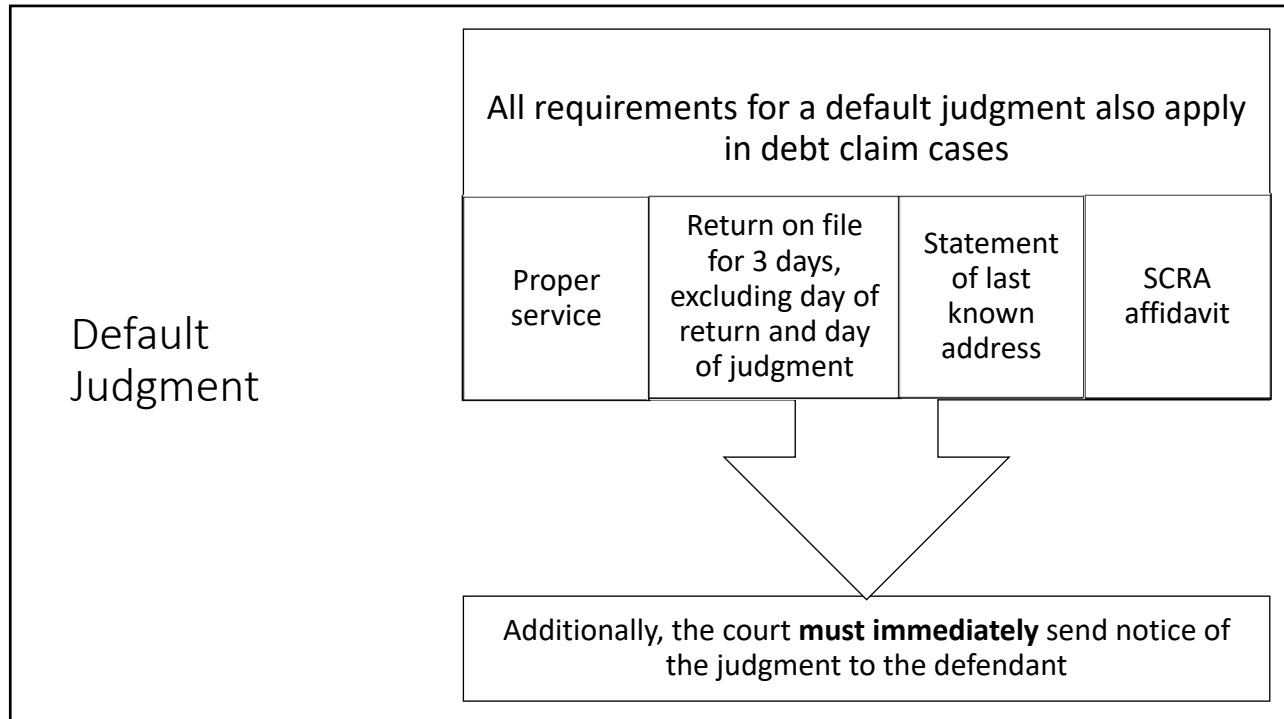 Default
Judgment
All requirements for a default judgment also apply
in debt claim cases
Proper
service
Return on file
for 3 days,
excluding day of
return and day
of judgment
Statement
of last
known
address
SCRA
affidavit
Additionally, the court must immediately send notice of
the judgment to the defendant